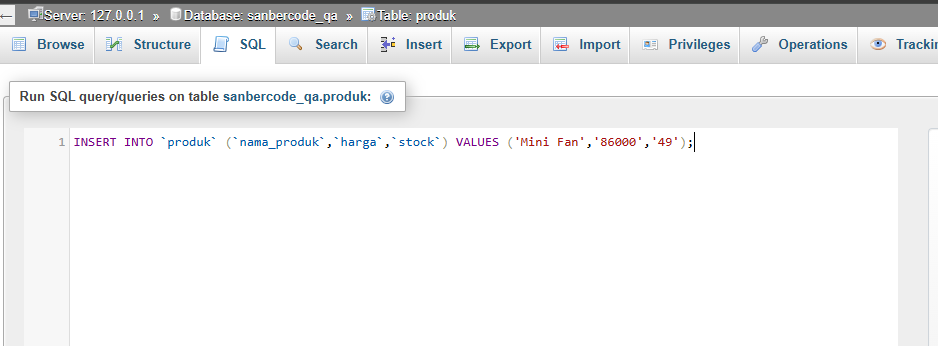 Server: 127.0.0.1 » Database: sanbercode_qa » Table: produk
Browse Structure SQL Search Insert Export Import Privileges Operations
Run SQL query/queries on table sanbercode_qa.produk:
1 INSERT INTO `produk` (`nama_produk`,`harga`,`stock`) VALUES ('Mini Fan','86000','49');